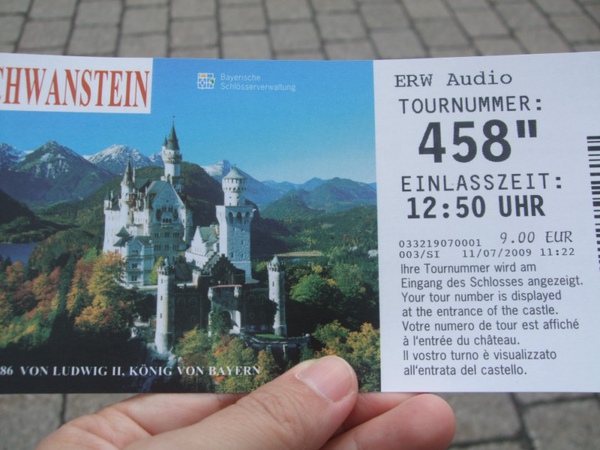 CHWANSTEIN
Bayerische
Schlösserverwaltung
86 VON LUDWIG II. KÖNIG VON BAYERN
ERW Audio
TOURNUMMER:
458"
EINLASSZEIT:
12:50 UHR
033219070001 9.00 EUR
003/SI 11/07/2009 11:22
Ihre Tournummer wird am
Eingang des Schlosses angezeigt.
Your tour number is displayed
at the entrance of the castle.
Votre numero de tour est affiché
à l'entrée du château.
Il vostro turno è visualizzato
all'entrata del castello.